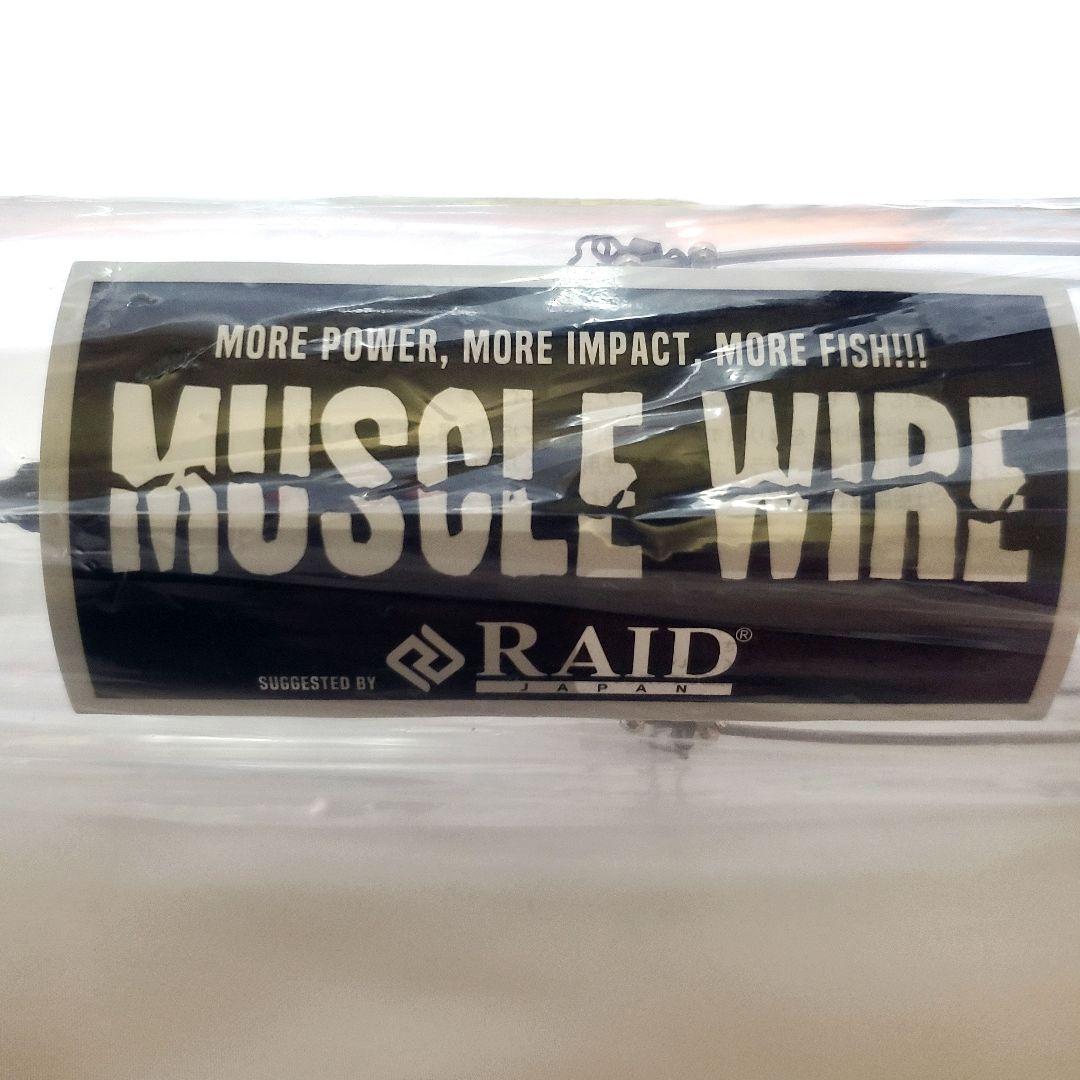 MORE POWER, MORE IMPACT, MORE FISH!!!
MUSCLE WIRE
SUGGESTED BY RAID®
JAPAN